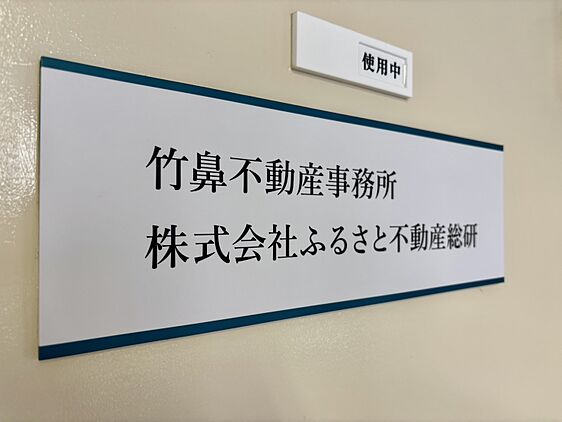 使用中
竹鼻不動産事務所
株式会社ふるさと不動産総研